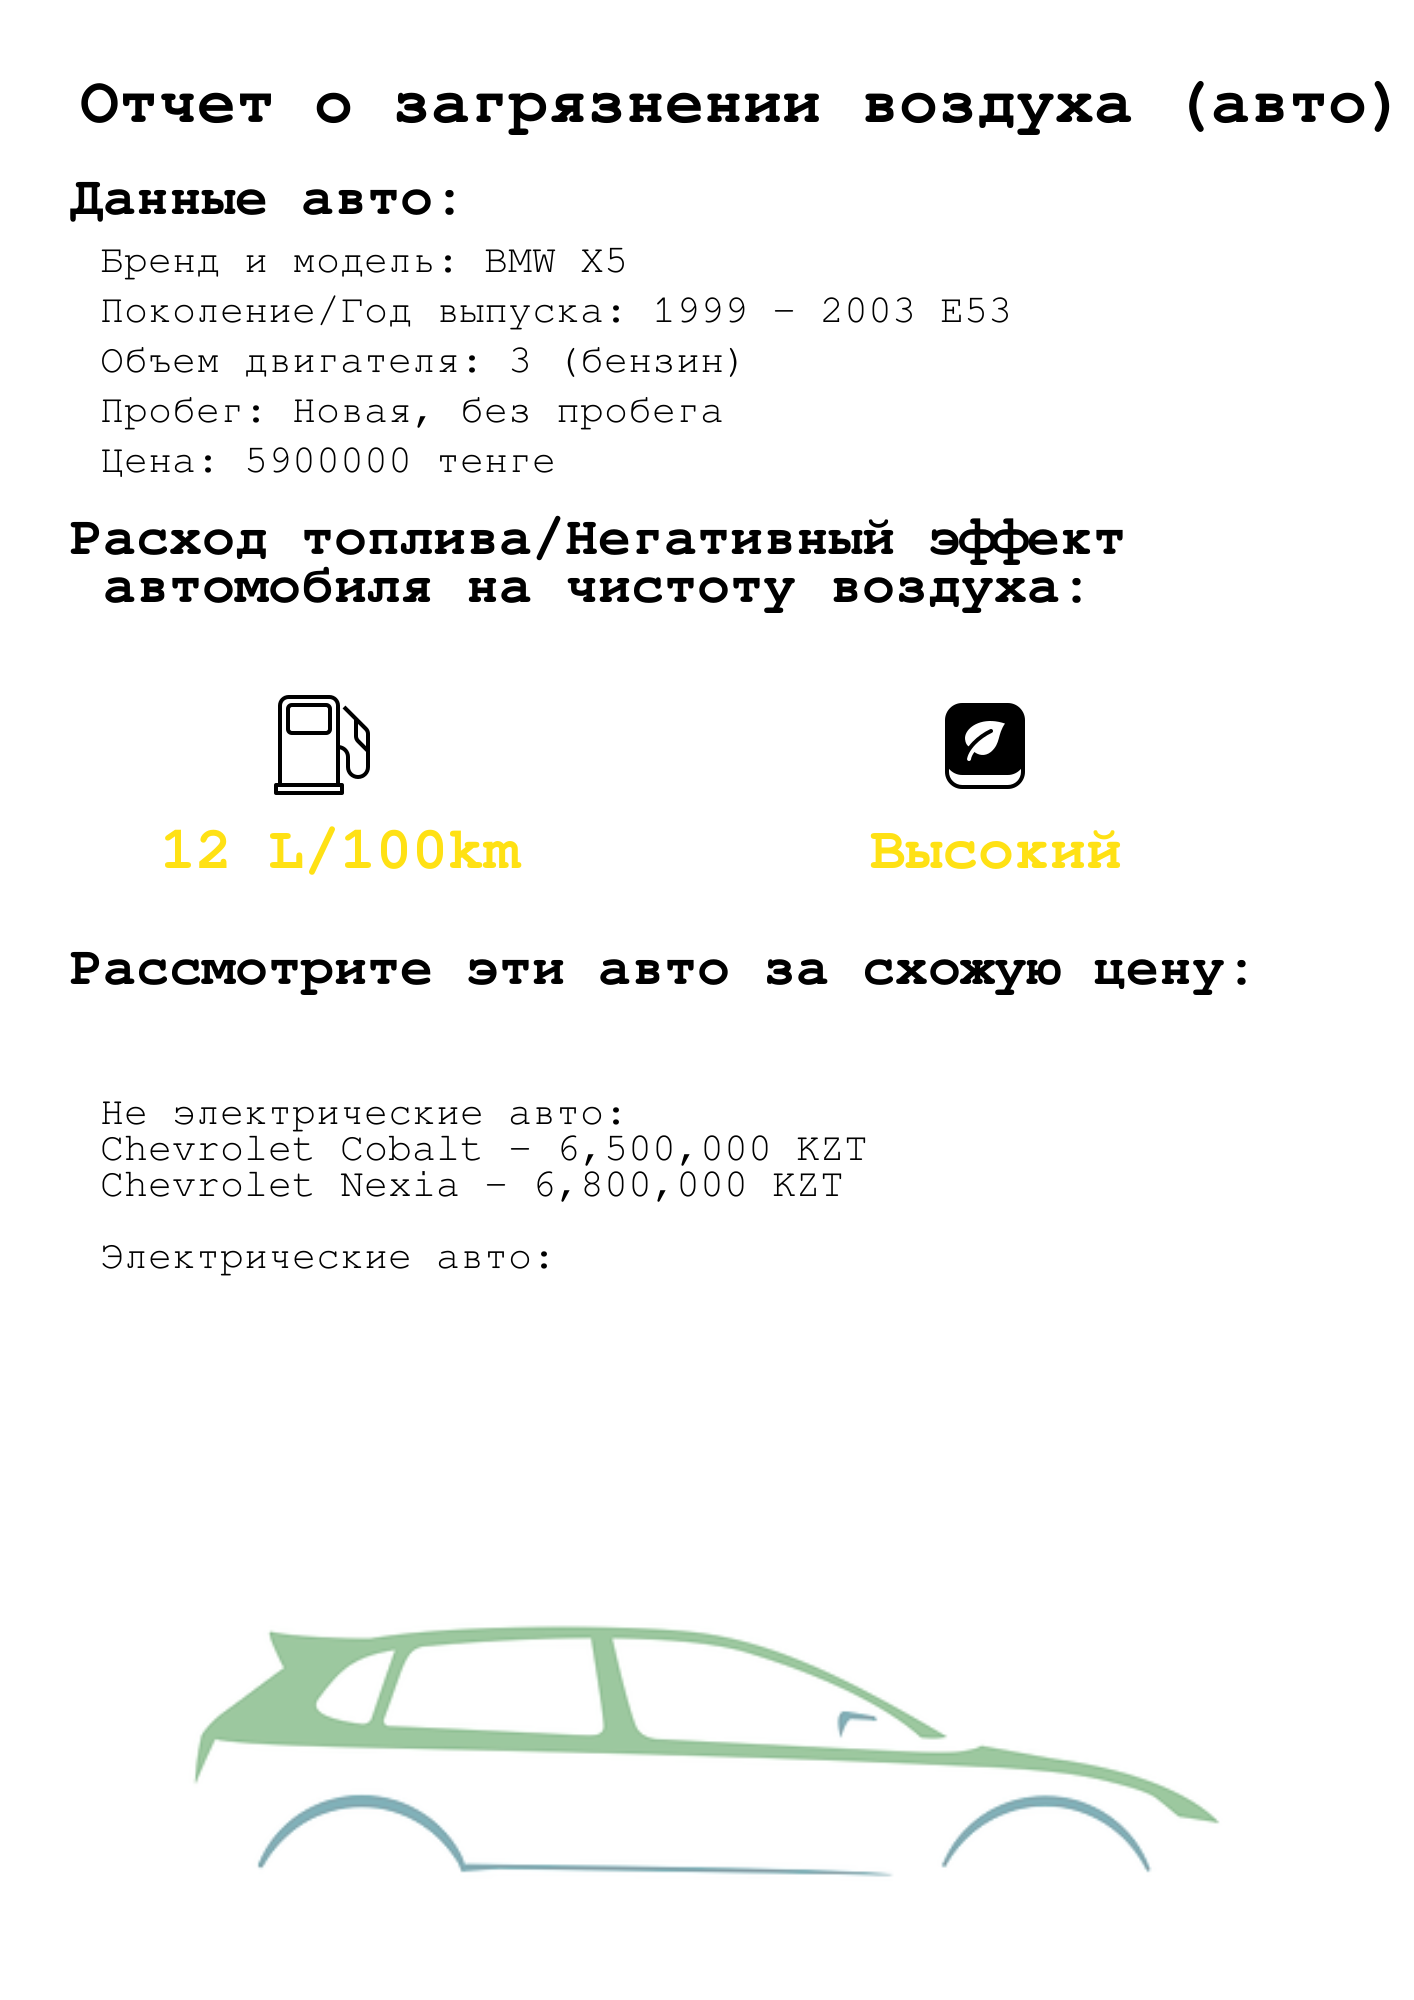 Отчет о загрязнении воздуха (авто)
Данные авто:
Бренд и модель: BMW X5
Поколение/Год выпуска: 1999 – 2003 E53
Объем двигателя: 3 (бензин)
Пробег: Новая, без пробега
Цена: 5900000 тенге
Расход топлива/Негативный эффект
автомобиля на чистоту воздуха:
12 L/100km
Высокий
Рассмотрите эти авто за схожую цену:
Не электрические авто:
Chevrolet Cobalt – 6,500,000 KZT
Chevrolet Nexia – 6,800,000 KZT
Электрические авто: